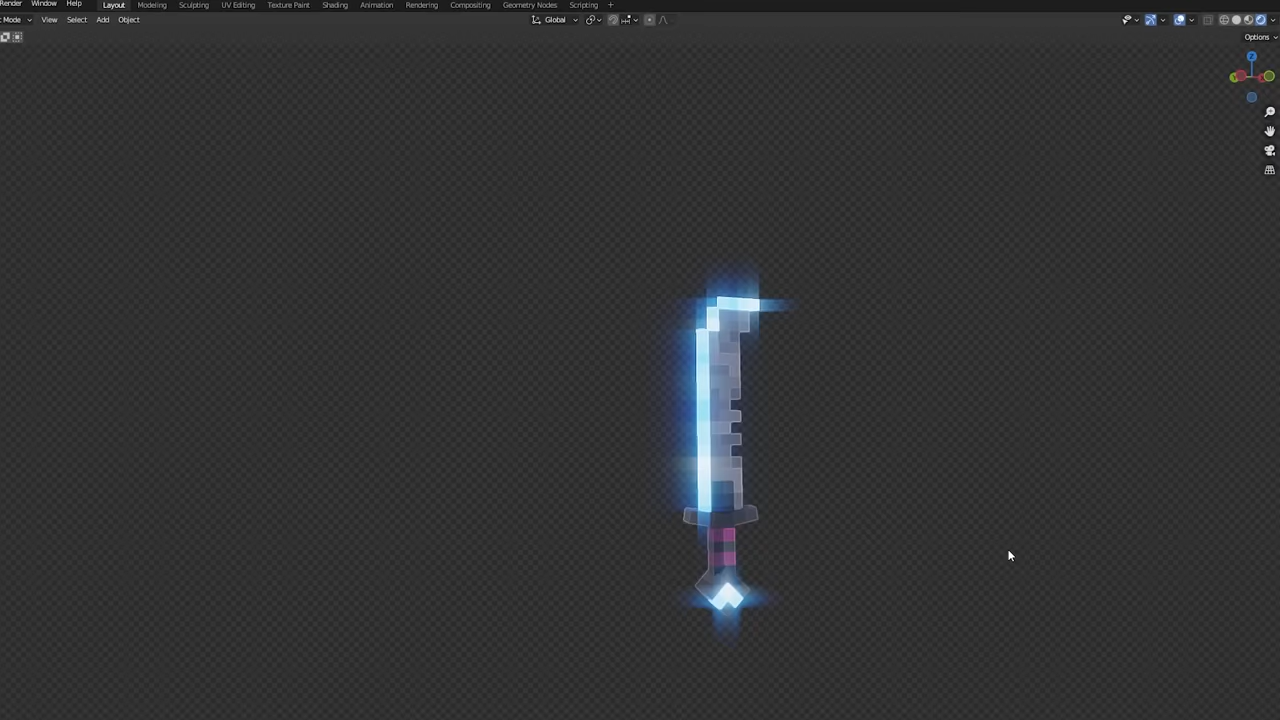 Render Window Help Layout Modeling Sculpting UV Editing Texture Paint Shading Animation Rendering Compositing Geometry Nodes Scripting +
Mode View Select Add Object Global
Options
Z